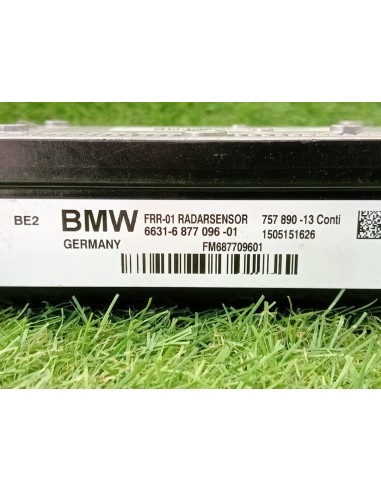 BE2 BMW FRR-01 RADARSENSOR 757 890 -13 Conti
6631-6 877 096 -01 1505151626
GERMANY FM687709601